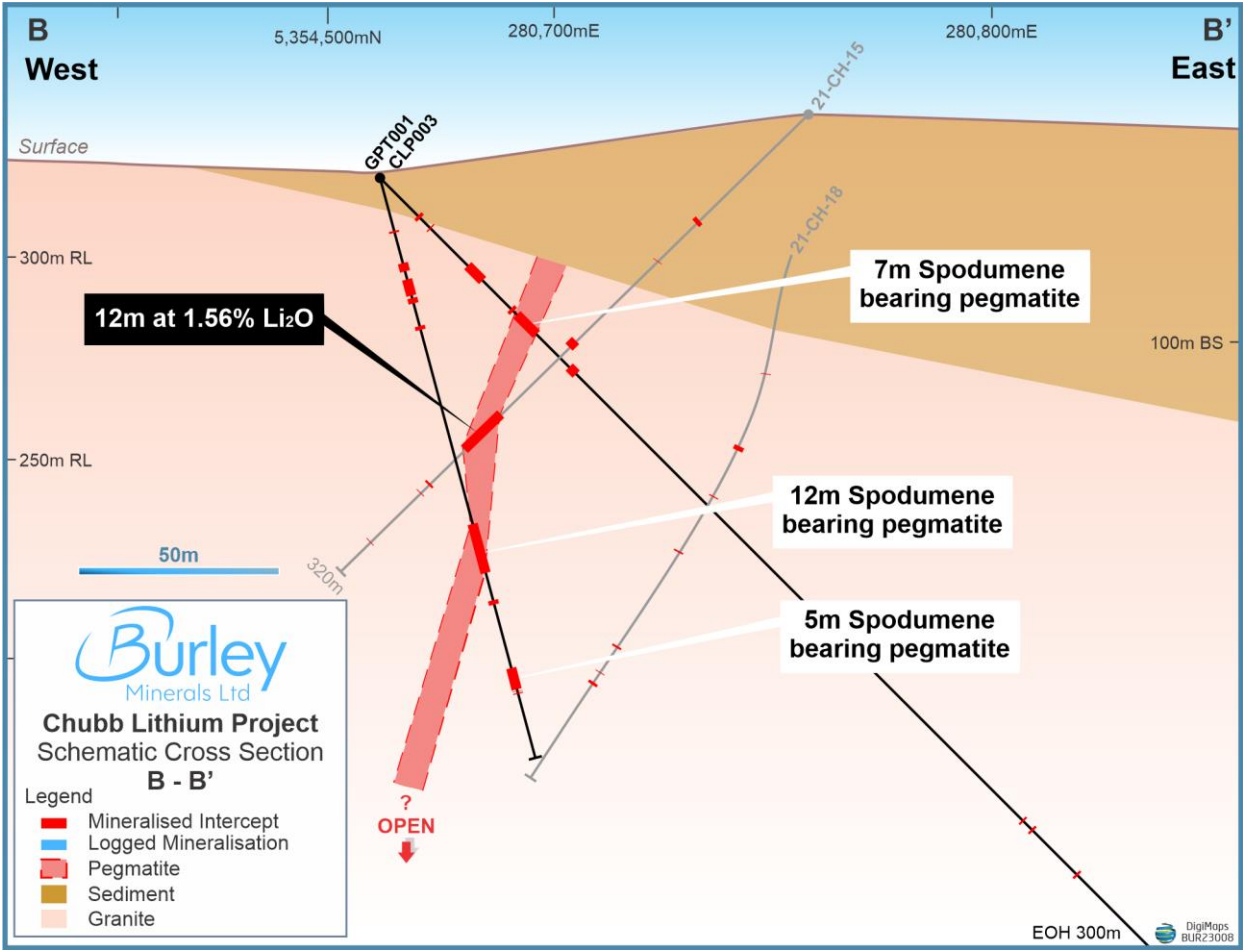 B
West
5,354,500mN
280,700mE
280,800mE
B'
East
Surface
GPT001
CLP003
21-CH-15
21-CH-18
300m RL
7m Spodumene
bearing pegmatite
12m at 1.56% Li₂O
100m BS
250m RL
12m Spodumene
bearing pegmatite
50m
320m
5m Spodumene
bearing pegmatite
Burley
Minerals Ltd
Chubb Lithium Project
Schematic Cross Section
B - B'
Legend
Mineralised Intercept
Logged Mineralisation
Pegmatite
Sediment
Granite
?
OPEN
EOH 300m
DigiMaps
BUR23008